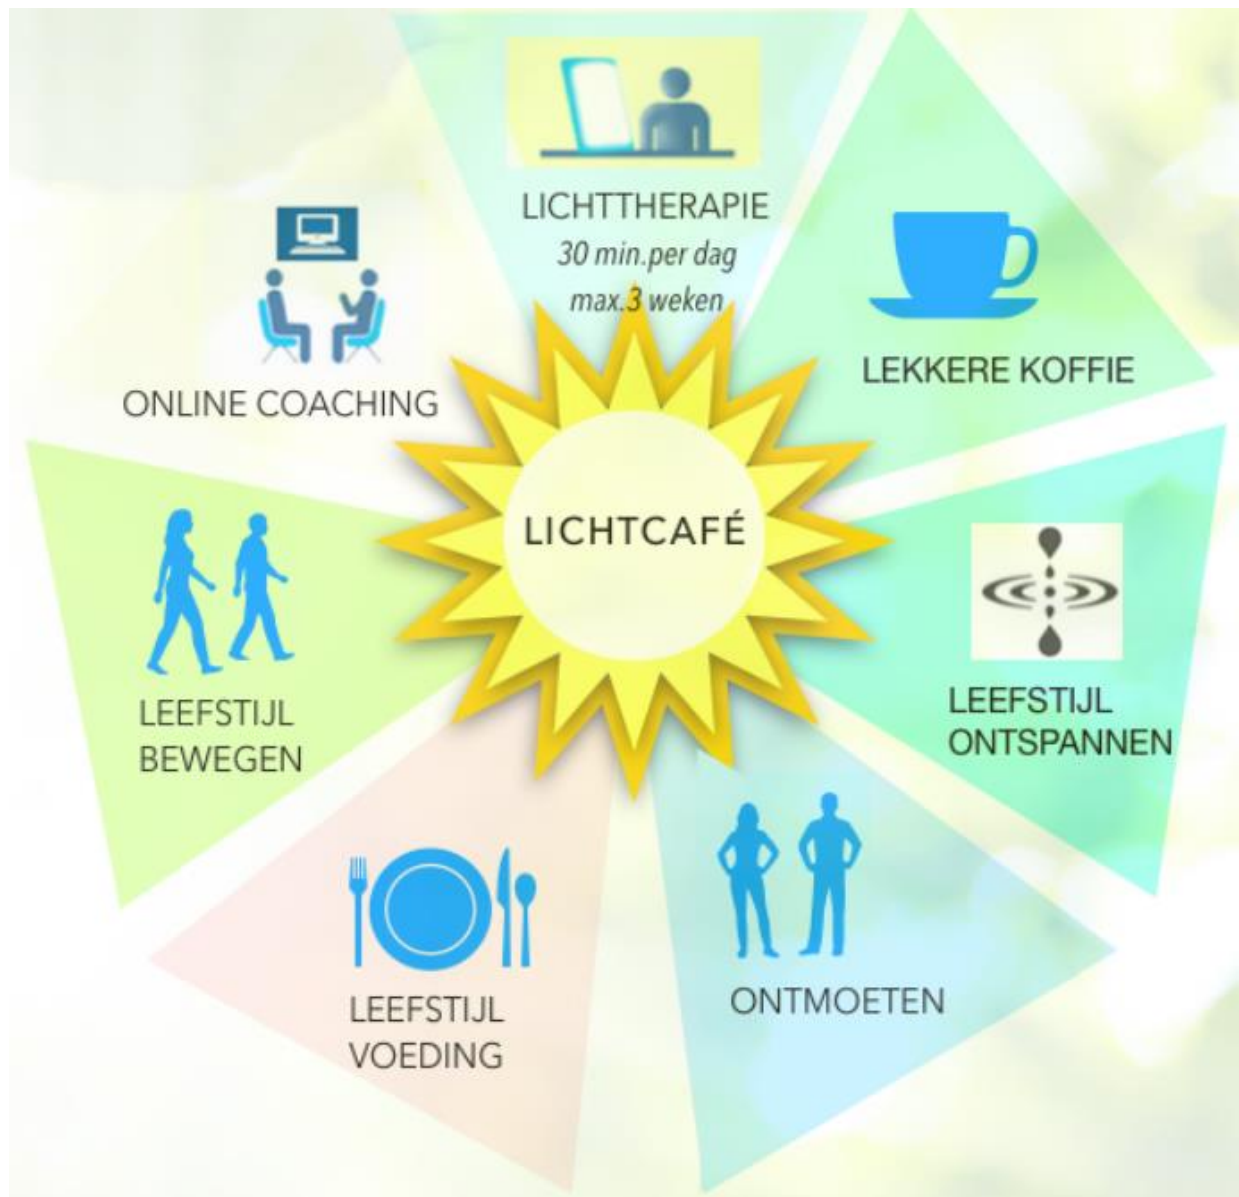 LICHTTHERAPIE
30 min.per dag
max.3 weken
LEKKERE KOFFIE
ONLINE COACHING
LICHTCAFÉ
LEEFSTIJL
BEWEGEN
LEEFSTIJL
ONTSPANNEN
LEEFSTIJL
VOEDING
ONTMOETEN